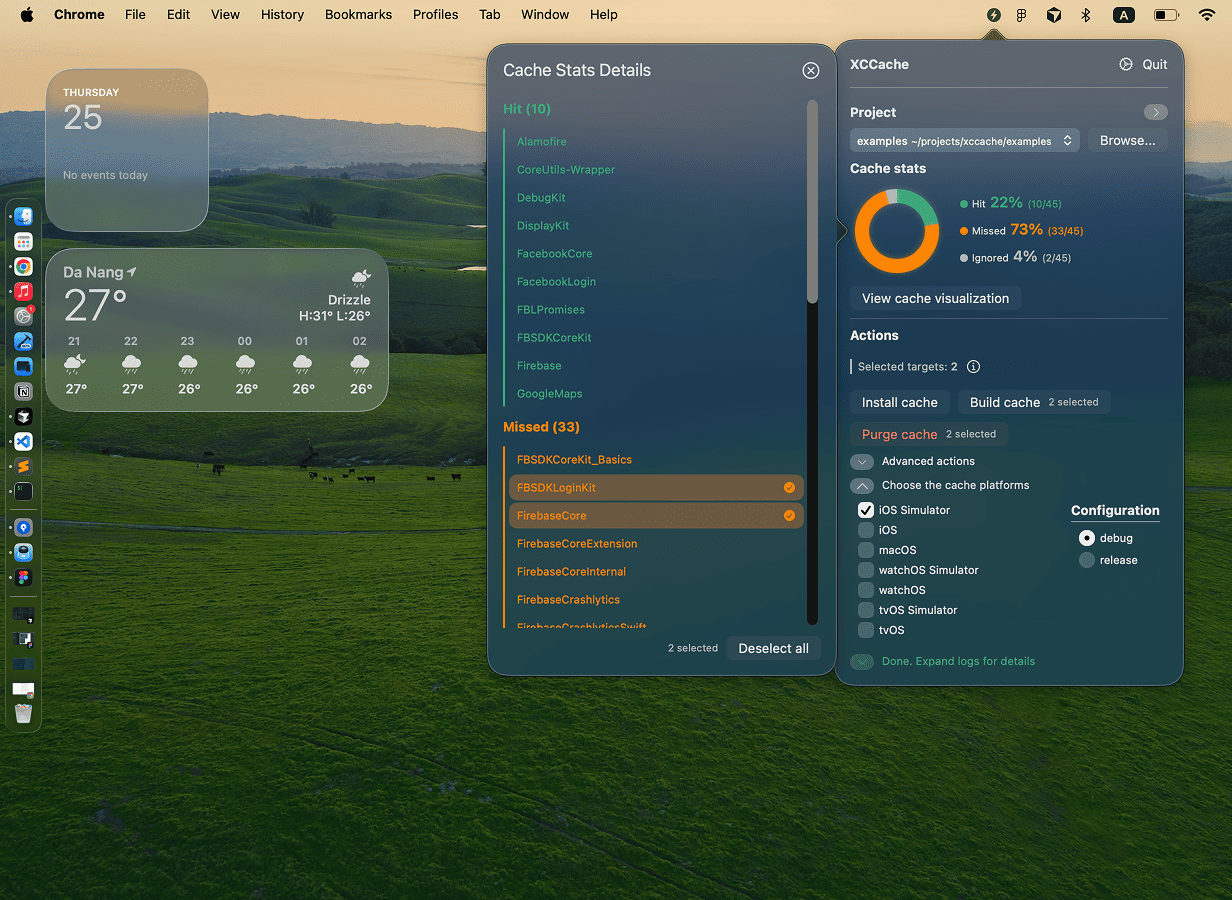 Chrome File Edit View History Bookmarks Profiles Tab Window Help A
THURSDAY
25
No events today
Da Nang
27°
Drizzle
H:31° L:26°
21 22 23 00 01 02
27° 27° 26° 26° 26° 26°
Cache Stats Details
Hit (10)
Alamofire
CoreUtils-Wrapper
DebugKit
DisplayKit
FacebookCore
FacebookLogin
FBLPromises
FBSDKCoreKit
Firebase
GoogleMaps
Missed (33)
FBSDKCoreKit_Basics
FBSDKLoginKit
FirebaseCore
FirebaseCoreExtension
FirebaseCoreInternal
FirebaseCrashlytics
FirebaseCrashlyticsSwift
2 selected Deselect all
XCCache Quit
Project
examples ~/projects/xccache/examples Browse...
Cache stats
Hit 22% (10/45)
Missed 73% (33/45)
Ignored 4% (2/45)
View cache visualization
Actions
Selected targets: 2
Install cache Build cache 2 selected
Purge cache 2 selected
Advanced actions
Choose the cache platforms
iOS Simulator
iOS
macOS
watchOS Simulator
watchOS
tvOS Simulator
tvOS
Configuration
debug
release
Done. Expand logs for details